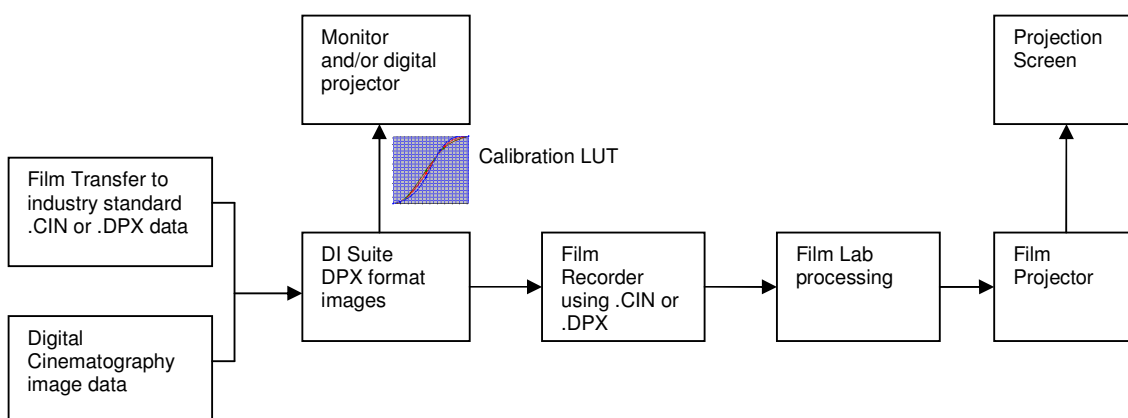 Monitor
and/or digital
projector
Projection
Screen
Calibration LUT
Film Transfer to
industry standard
.CIN or .DPX data
DI Suite
DPX format
images
Film
Recorder
using .CIN or
.DPX
Film Lab
processing
Film
Projector
Digital
Cinematography
image data